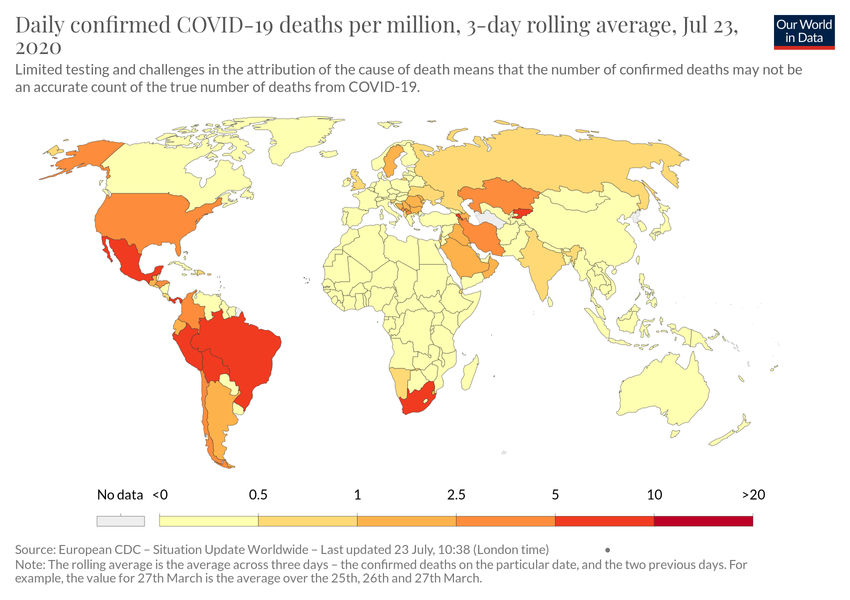 Daily confirmed COVID-19 deaths per million, 3-day rolling average, Jul 23,
2020
Our World
in Data
Limited testing and challenges in the attribution of the cause of death means that the number of confirmed deaths may not be
an accurate count of the true number of deaths from COVID-19.
No data <0 0.5 1 2.5 5 10 >20
Source: European CDC – Situation Update Worldwide – Last updated 23 July, 10:38 (London time)
Note: The rolling average is the average across three days – the confirmed deaths on the particular date, and the two previous days. For
example, the value for 27th March is the average over the 25th, 26th and 27th March.